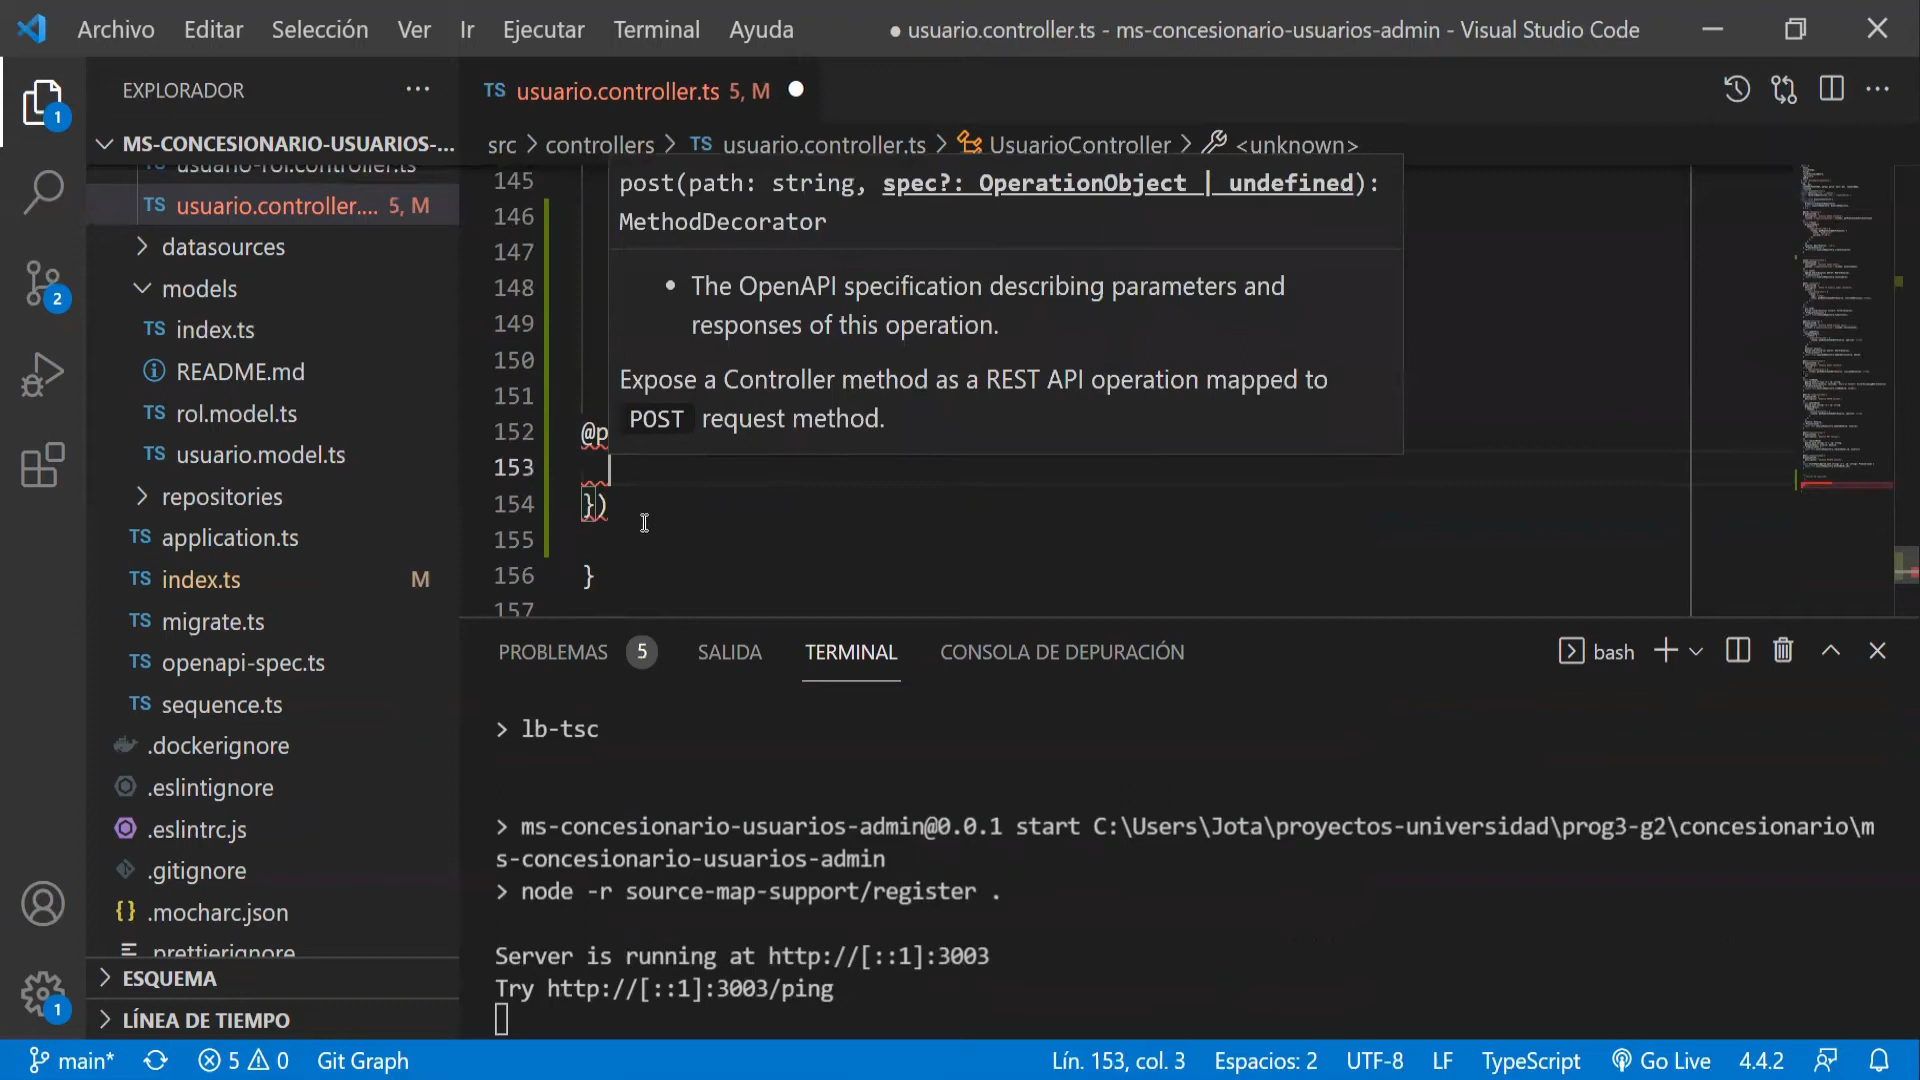 Archivo Editar Selección Ver Ir Ejecutar Terminal Ayuda ● usuario.controller.ts - ms-concesionario-usuarios-admin - Visual Studio Code
EXPLORADOR ···
TS usuario.controller.ts 5, M
MS-CONCESIONARIO-USUARIOS-...
src > controllers > TS usuario.controller.ts > UsuarioController > <unknown>
usuario-rol.controller.ts
TS usuario.controller.... 5, M
datasources
models
TS index.ts
README.md
TS rol.model.ts
TS usuario.model.ts
repositories
TS application.ts
TS index.ts M
TS migrate.ts
TS openapi-spec.ts
TS sequence.ts
.dockerignore
.eslintignore
.eslintrc.js
.gitignore
{} .mocharc.json
.prettierignore
ESQUEMA
LÍNEA DE TIEMPO
1
2
1
145
146
147
148
149
150
151
152 @p
153
154 })
155
156 }
157
post(path: string, spec?: OperationObject | undefined):
MethodDecorator
• The OpenAPI specification describing parameters and
responses of this operation.
Expose a Controller method as a REST API operation mapped to
POST request method.
PROBLEMAS 5 SALIDA TERMINAL CONSOLA DE DEPURACIÓN bash
> lb-tsc
> ms-concesionario-usuarios-admin@0.0.1 start C:\Users\Jota\proyectos-universidad\prog3-g2\concesionario\m
s-concesionario-usuarios-admin
> node -r source-map-support/register .
Server is running at http://[::1]:3003
Try http://[::1]:3003/ping
main* 5 0 Git Graph Lín. 153, col. 3 Espacios: 2 UTF-8 LF TypeScript Go Live 4.4.2